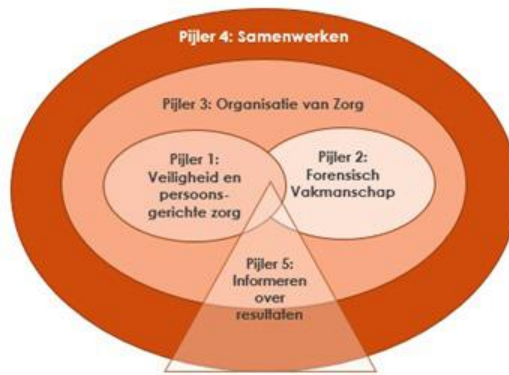 Pijler 4: Samenwerken
Pijler 3: Organisatie van Zorg
Pijler 1:
Veiligheid en
persoons-
gerichte zorg
Pijler 2:
Forensisch
Vakmanschap
Pijler 5:
Informeren
over
resultaten